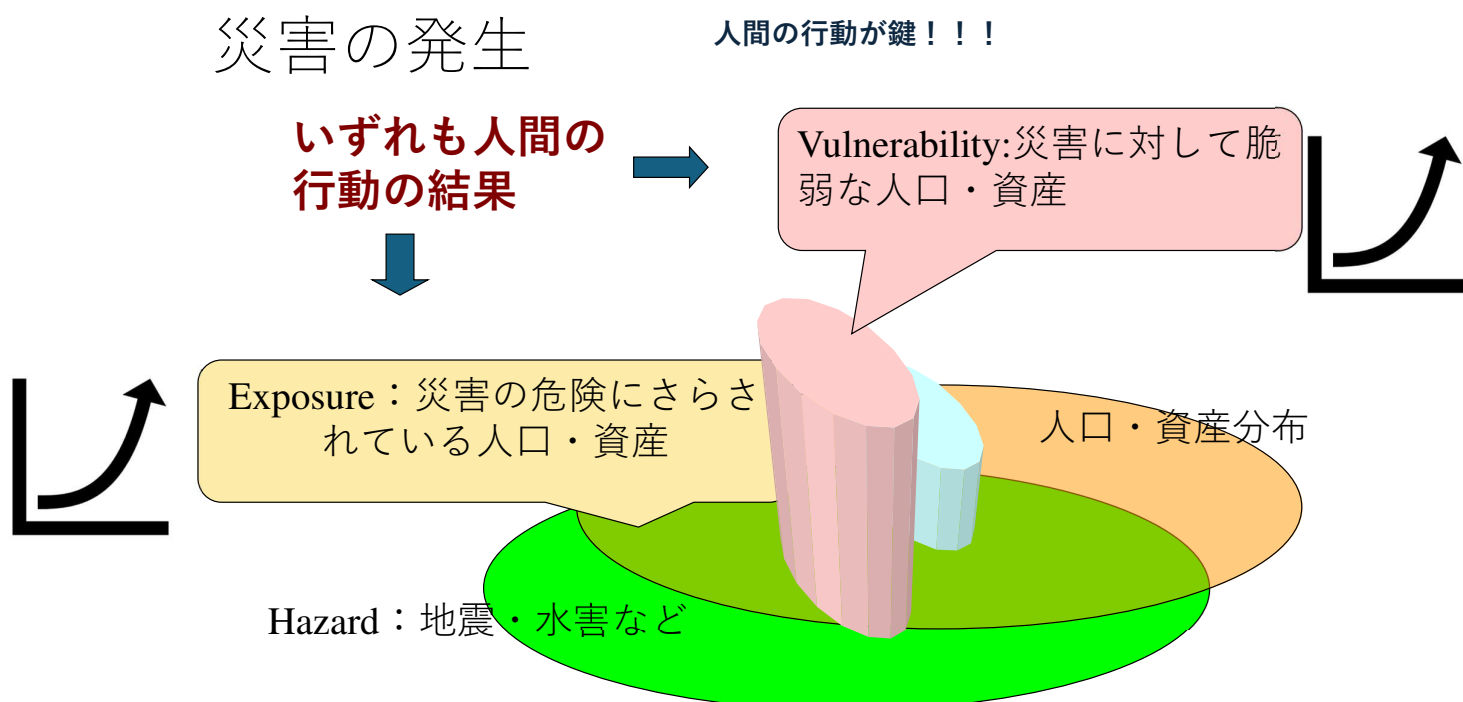 災害の発生
人間の行動が鍵！！！
いずれも人間の
行動の結果
Vulnerability:災害に対して脆
弱な人口・資産
Exposure：災害の危険にさらさ
れている人口・資産
人口・資産分布
Hazard：地震・水害など